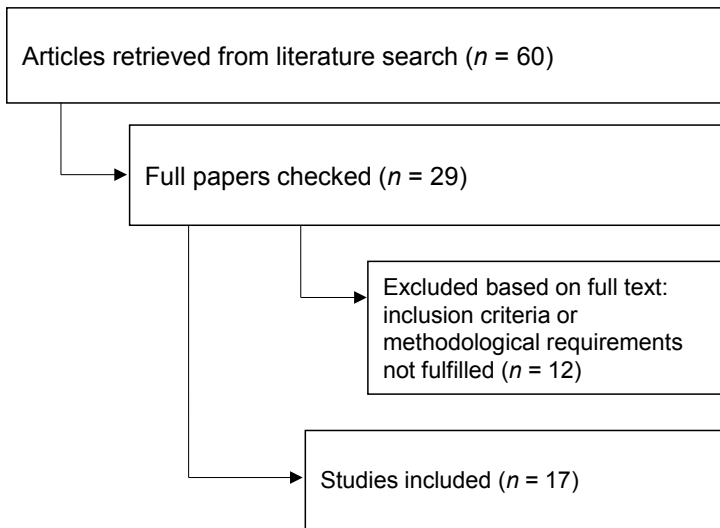 Articles retrieved from literature search (n = 60)
Full papers checked (n = 29)
Excluded based on full text:
inclusion criteria or
methodological requirements
not fulfilled (n = 12)
Studies included (n = 17)